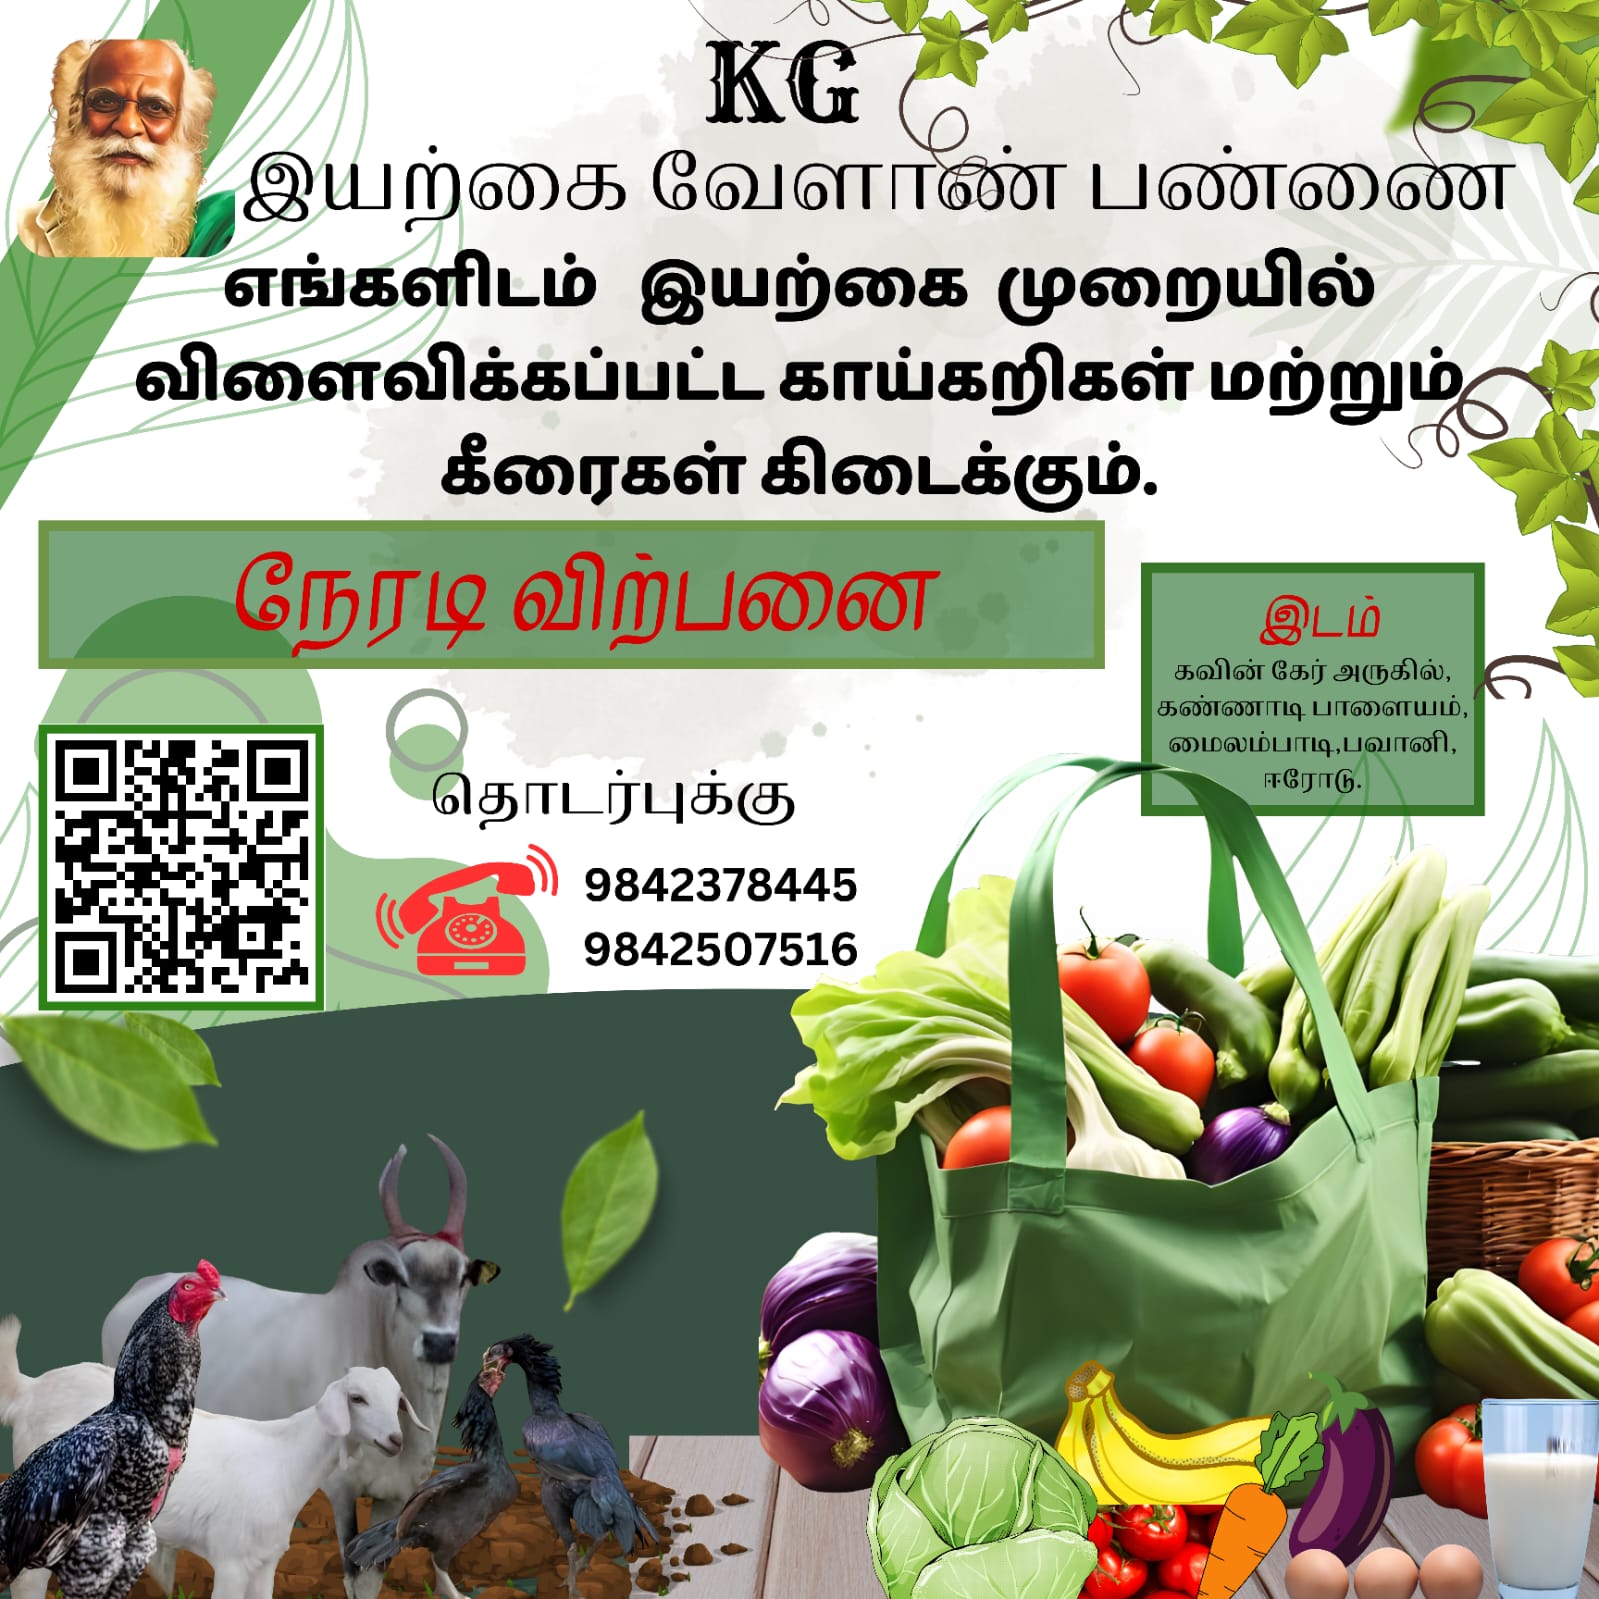 KG
இயற்கை வேளாண் பண்ணை
எங்களிடம் இயற்கை முறையில்
விளைவிக்கப்பட்ட காய்கறிகள் மற்றும்
கீரைகள் கிடைக்கும்.
நேரடி விற்பனை
இடம்
கவின் கேர் அருகில்,
கண்ணாடி பாளையம்,
மைலம்பாடி,பவானி,
ஈரோடு.
தொடர்புக்கு
9842378445
9842507516